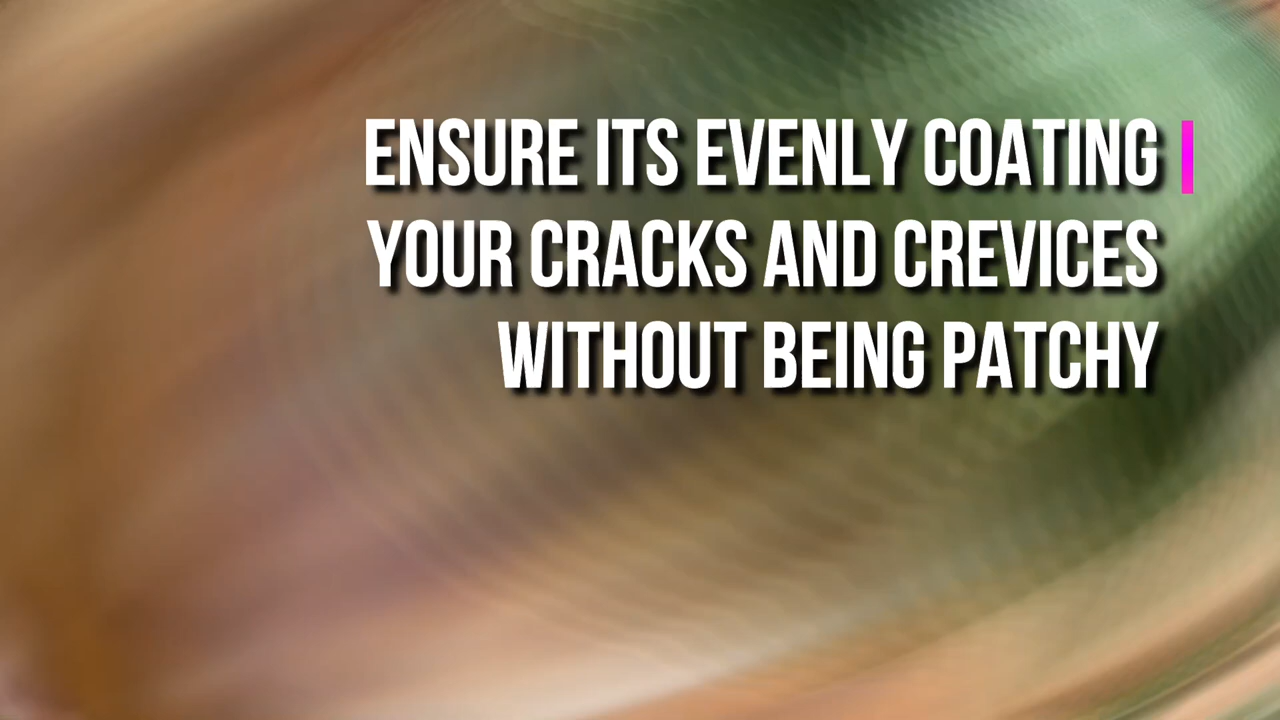 ENSURE ITS EVENLY COATING
YOUR CRACKS AND CREVICES
WITHOUT BEING PATCHY